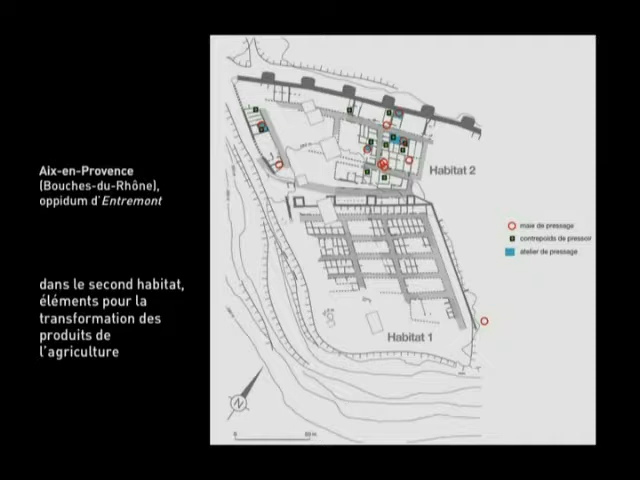 Aix-en-Provence
(Bouches-du-Rhône),
oppidum d'Entremont
dans le second habitat,
éléments pour la
transformation des
produits de
l'agriculture
Habitat 2
maie de pressage
contrepoids de pressoir
atelier de pressage
Habitat 1
N
0